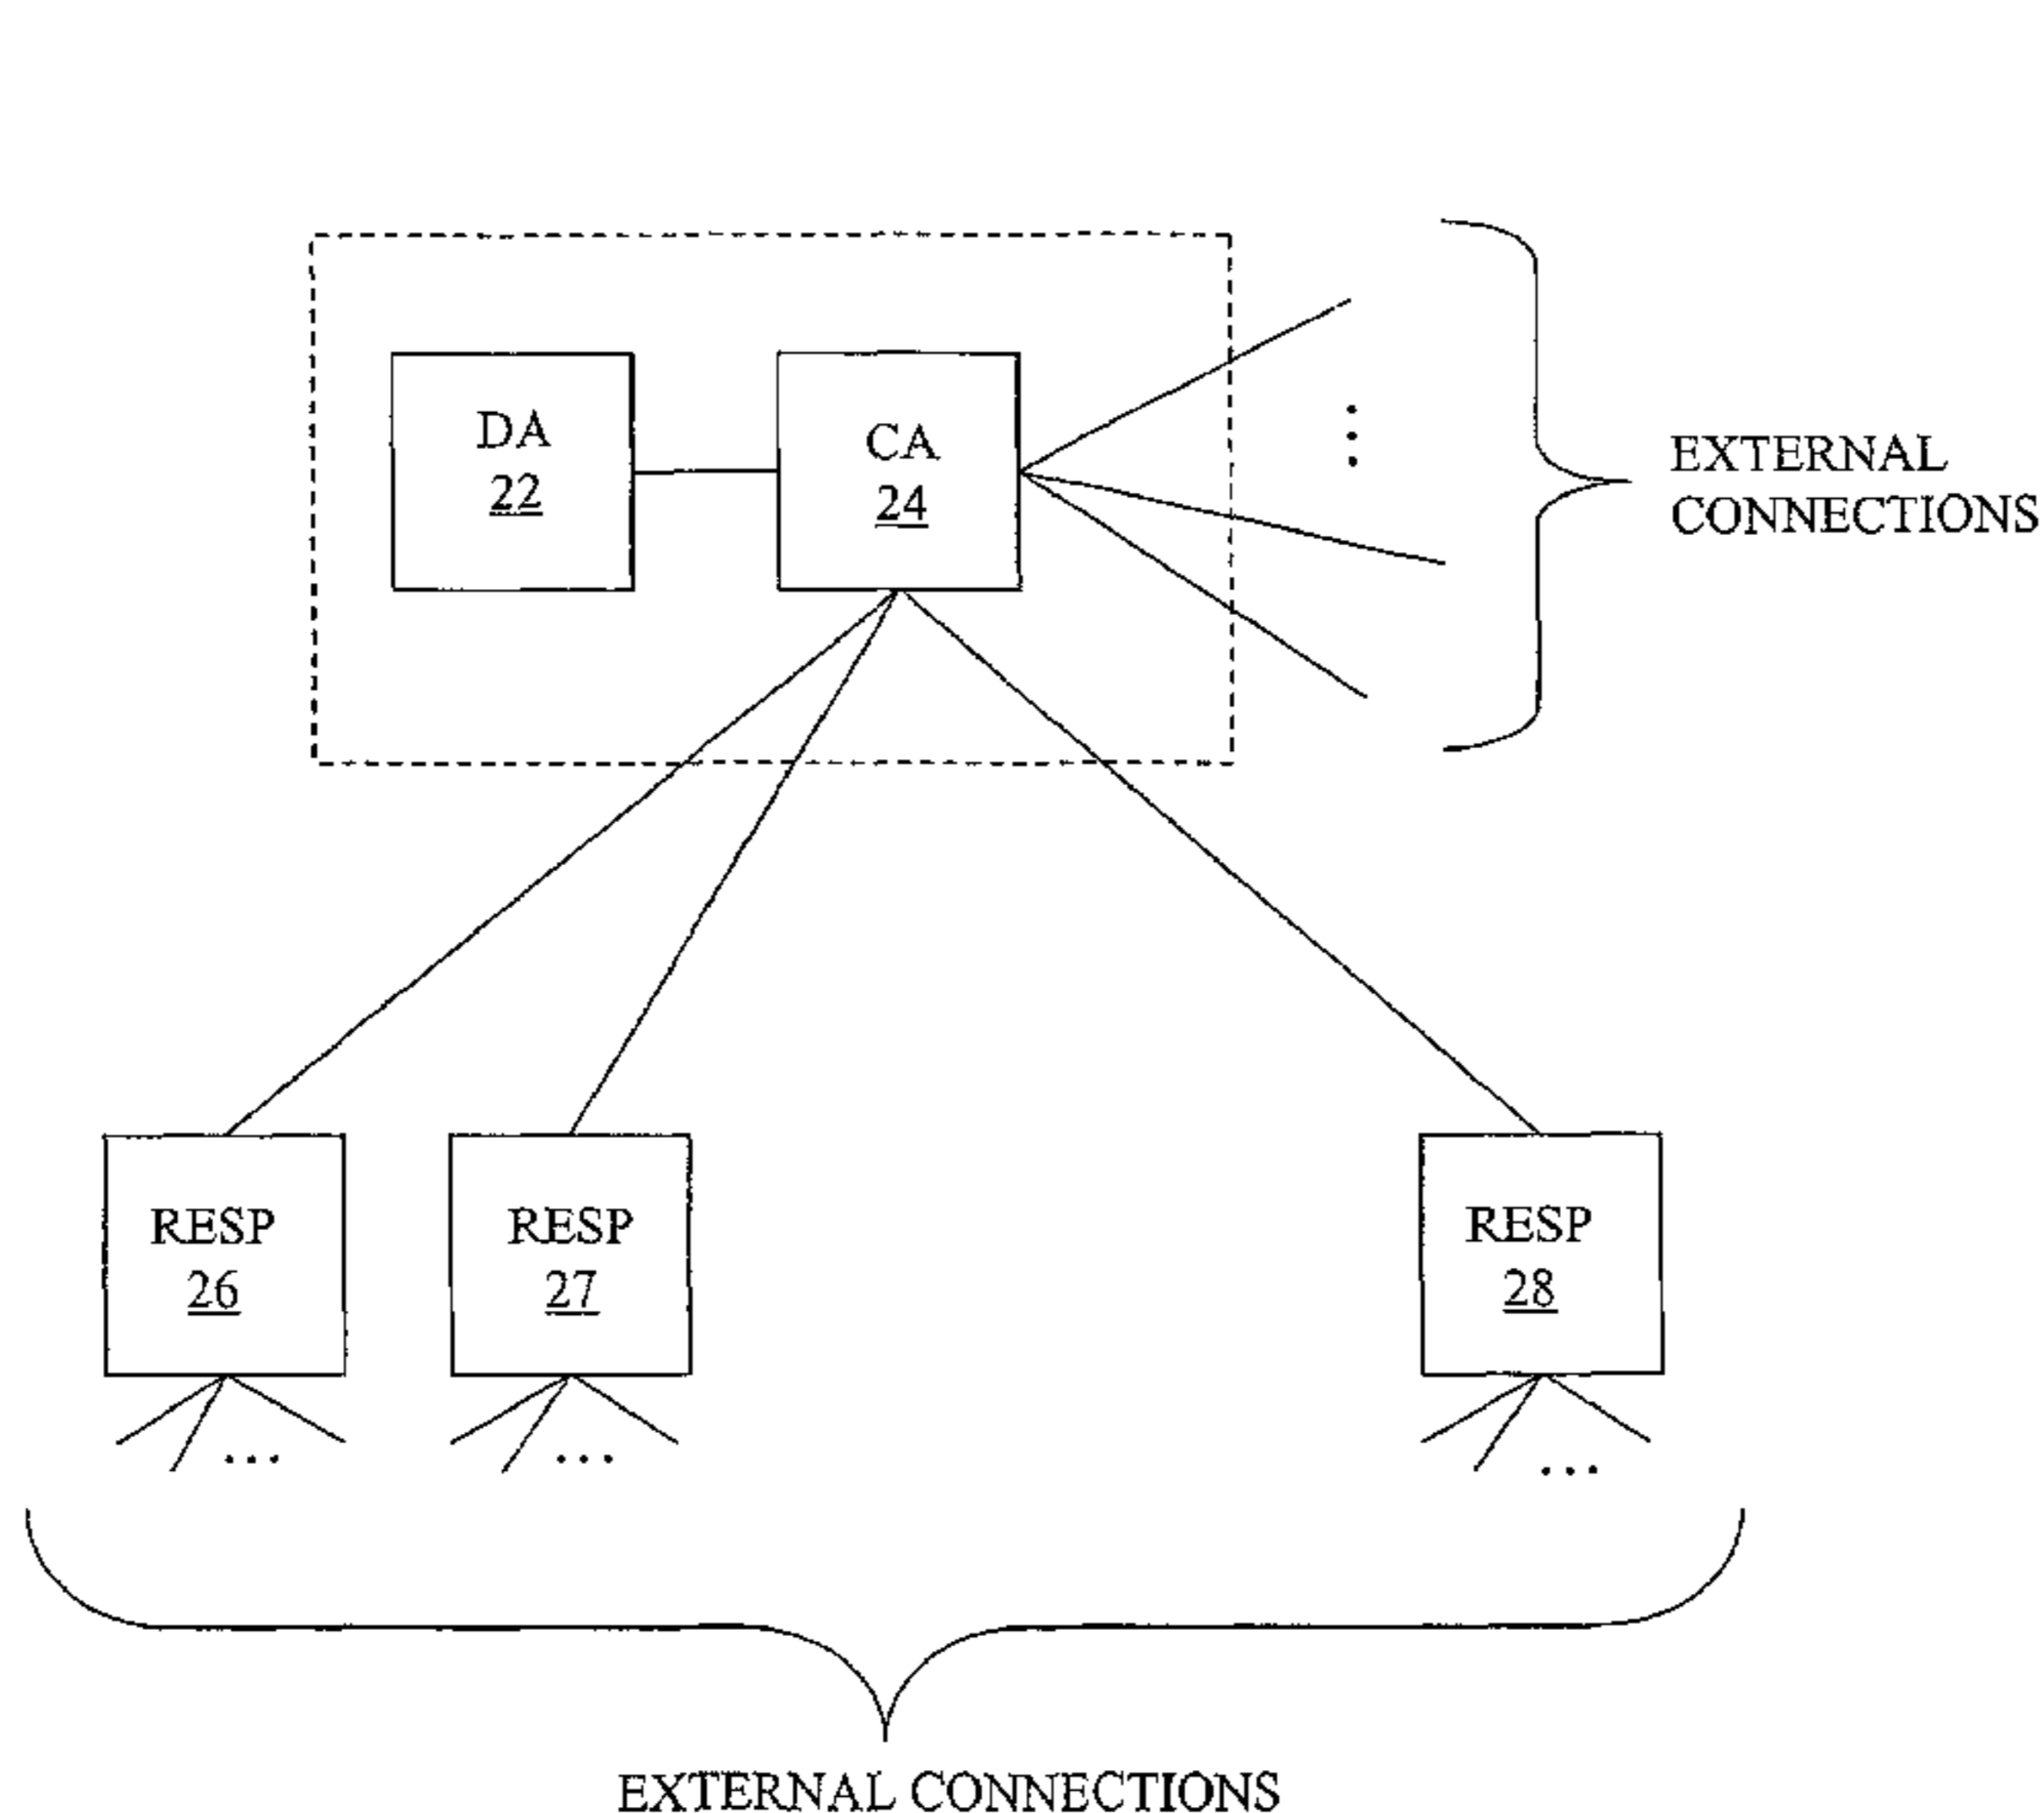 DA
22
CA
24
EXTERNAL
CONNECTIONS
RESP
26
RESP
27
RESP
28
EXTERNAL CONNECTIONS